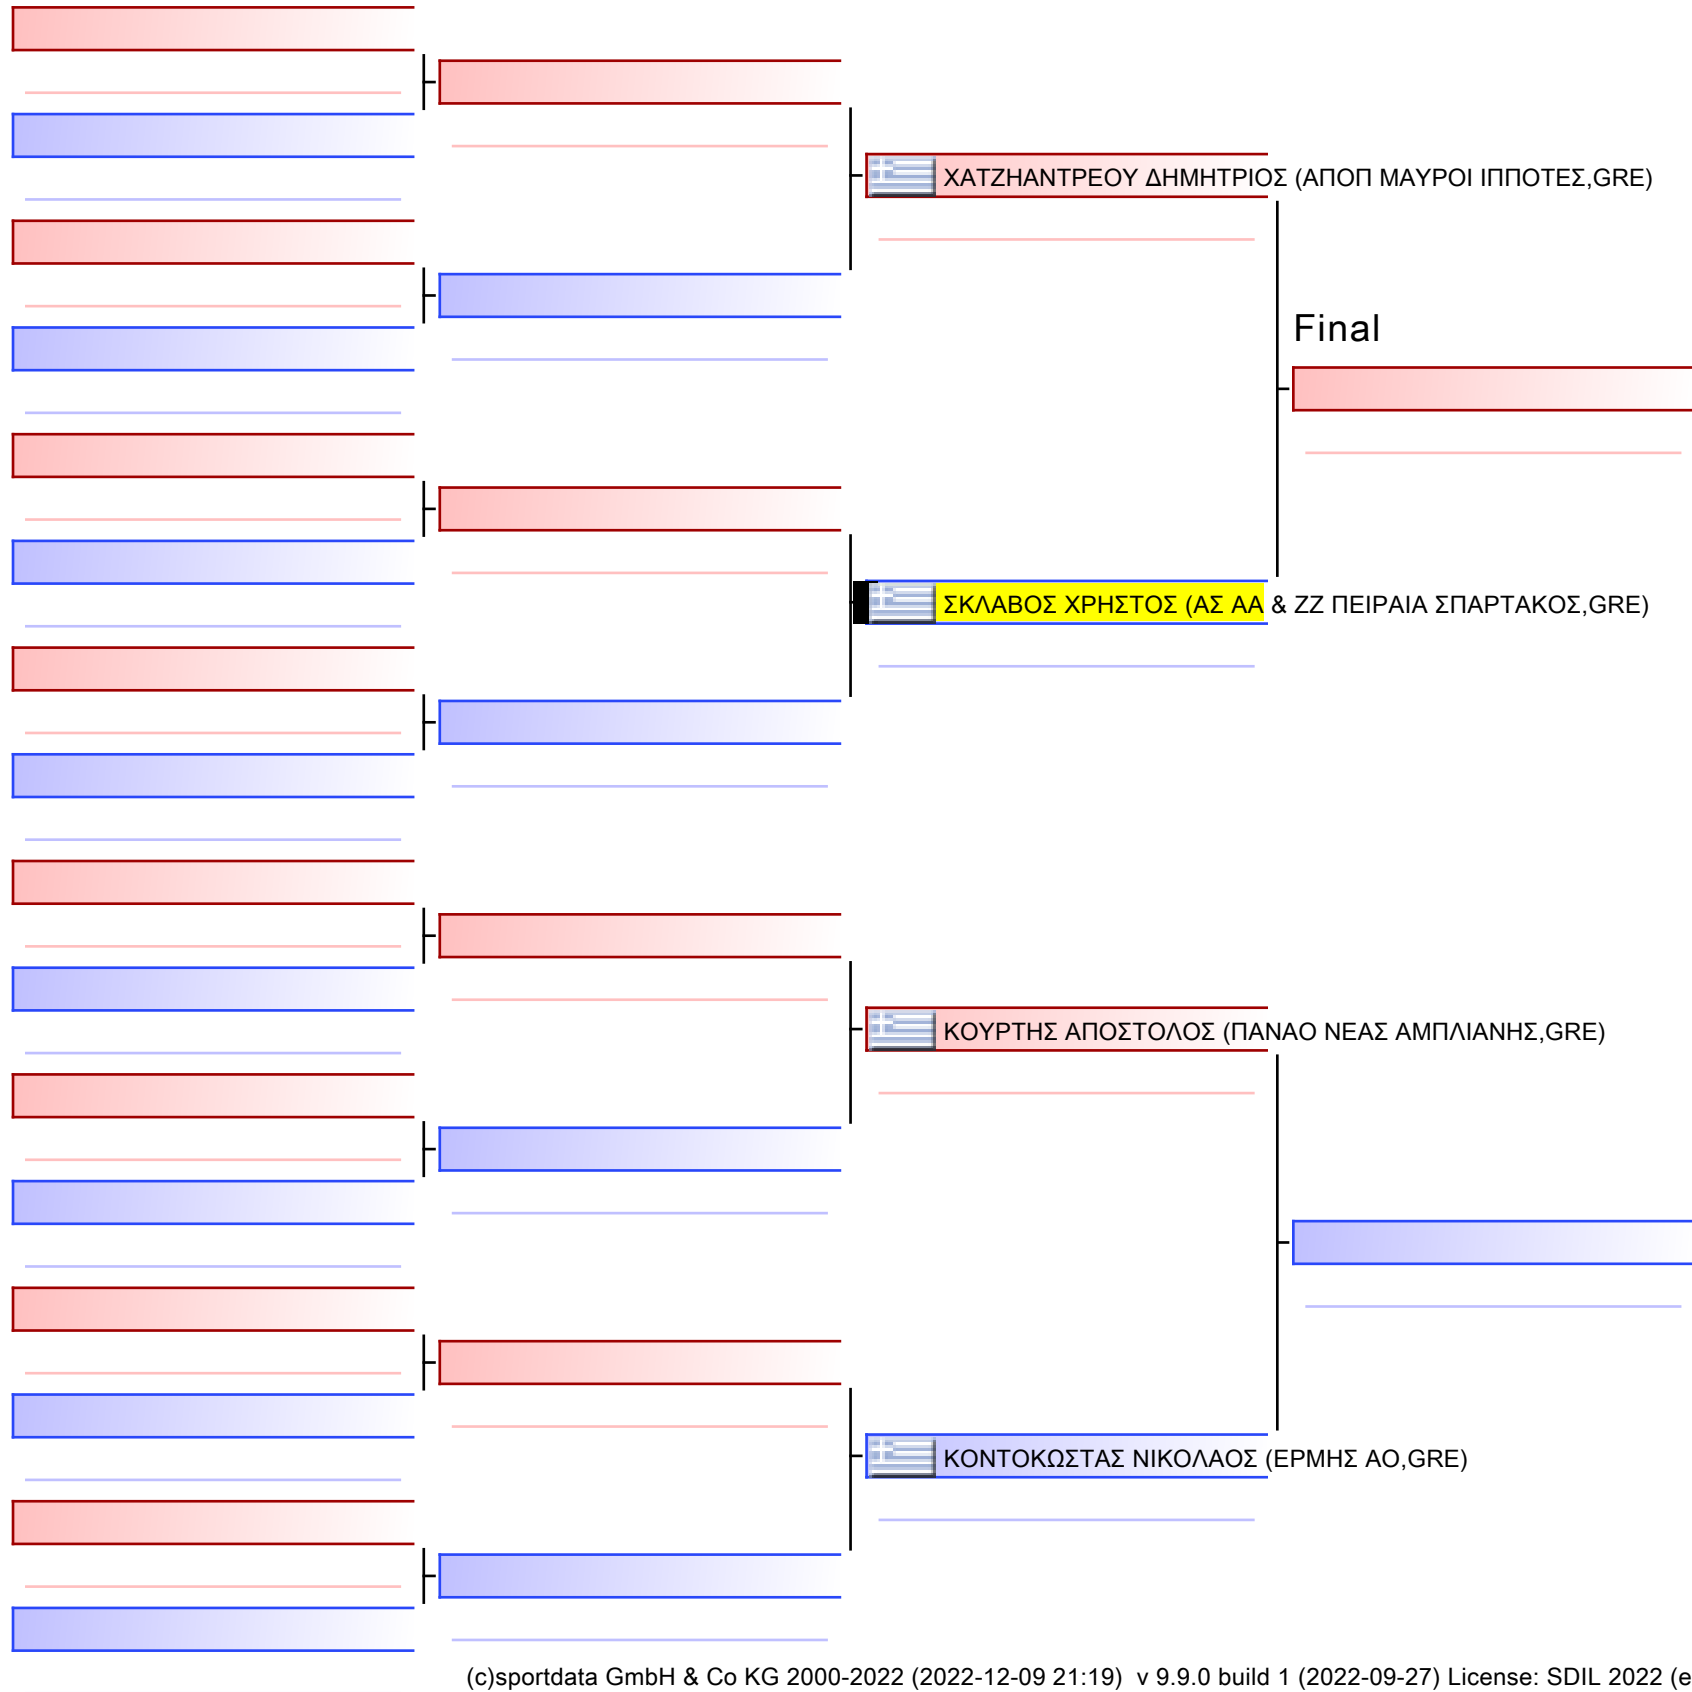 ΧΑΤΖΗΑΝΤΡΕΟΥ ΔΗΜΗΤΡΙΟΣ (ΑΠΟΠ ΜΑΥΡΟΙ ΙΠΠΟΤΕΣ,GRE)
Final
ΣΚΛΑΒΟΣ ΧΡΗΣΤΟΣ (ΑΣ ΑΑ & ΖΖ ΠΕΙΡΑΙΑ ΣΠΑΡΤΑΚΟΣ,GRE)
ΚΟΥΡΤΗΣ ΑΠΟΣΤΟΛΟΣ (ΠΑΝΑΟ ΝΕΑΣ ΑΜΠΛΙΑΝΗΣ,GRE)
ΚΟΝΤΟΚΩΣΤΑΣ ΝΙΚΟΛΑΟΣ (ΕΡΜΗΣ ΑΟ,GRE)
(c)sportdata GmbH & Co KG 2000-2022 (2022-12-09 21:19) v 9.9.0 build 1 (2022-09-27) License: SDIL 2022 (e